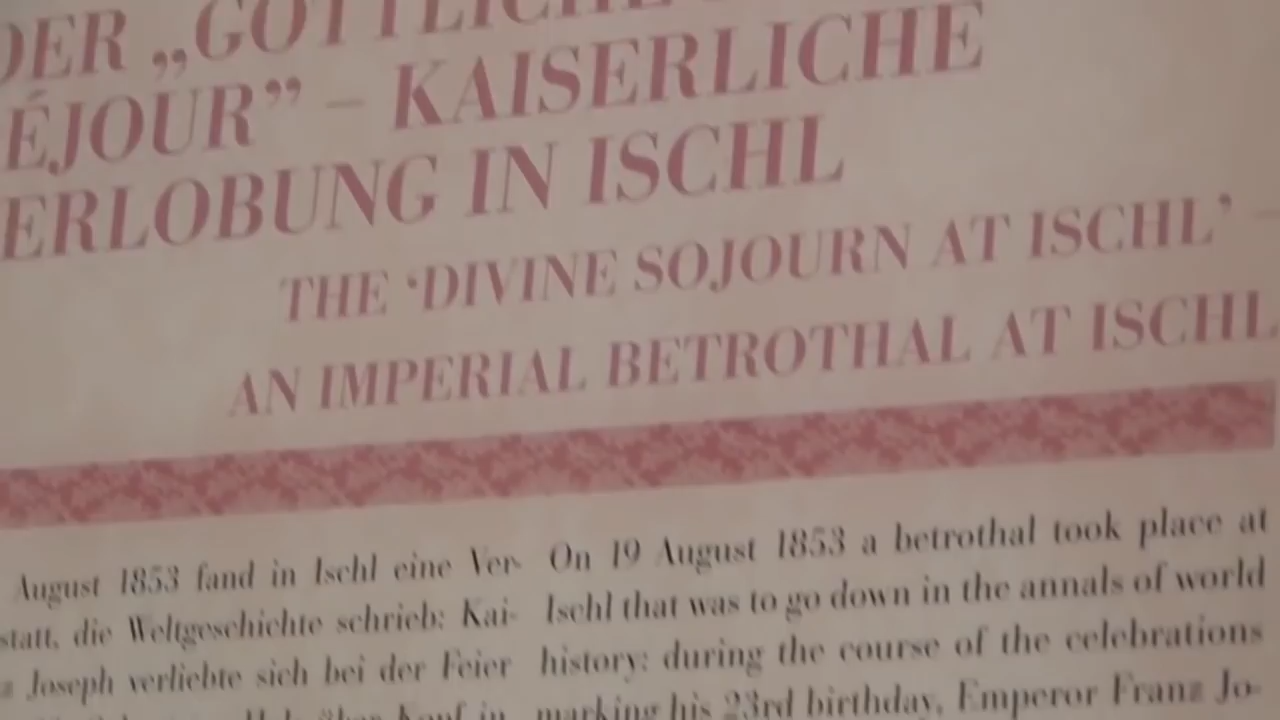 DER „GÖTTLICHE
ÉJOUR” – KAISERLICHE
ERLOBUNG IN ISCHL
THE ‘DIVINE SOJOURN AT ISCHL’ –
AN IMPERIAL BETROTHAL AT ISCHL
August 1853 fand in Ischl eine Ver-
statt, die Weltgeschichte schrieb: Kai-
z Joseph verliebte sich bei der Feier
Kopf in
On 19 August 1853 a betrothal took place at
Ischl that was to go down in the annals of world
history: during the course of the celebrations
marking his 23rd birthday, Emperor Franz Jo-